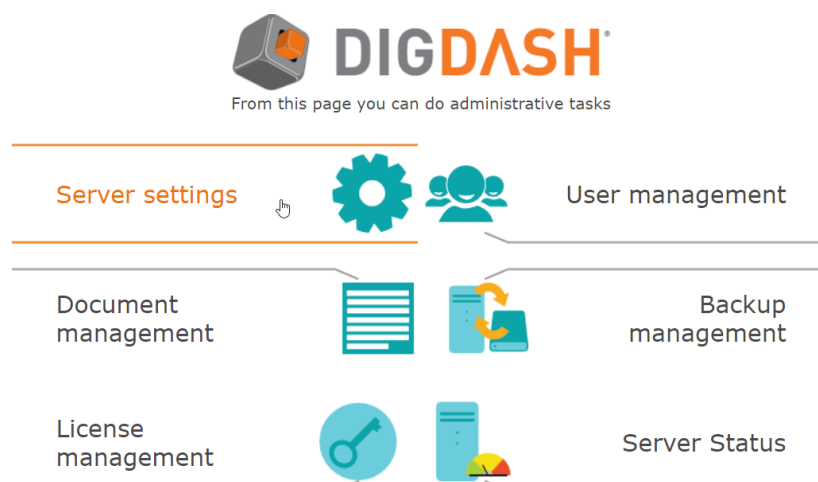 DIGDASH®
From this page you can do administrative tasks
Server settings
User management
Document
management
Backup
management
License
management
Server Status